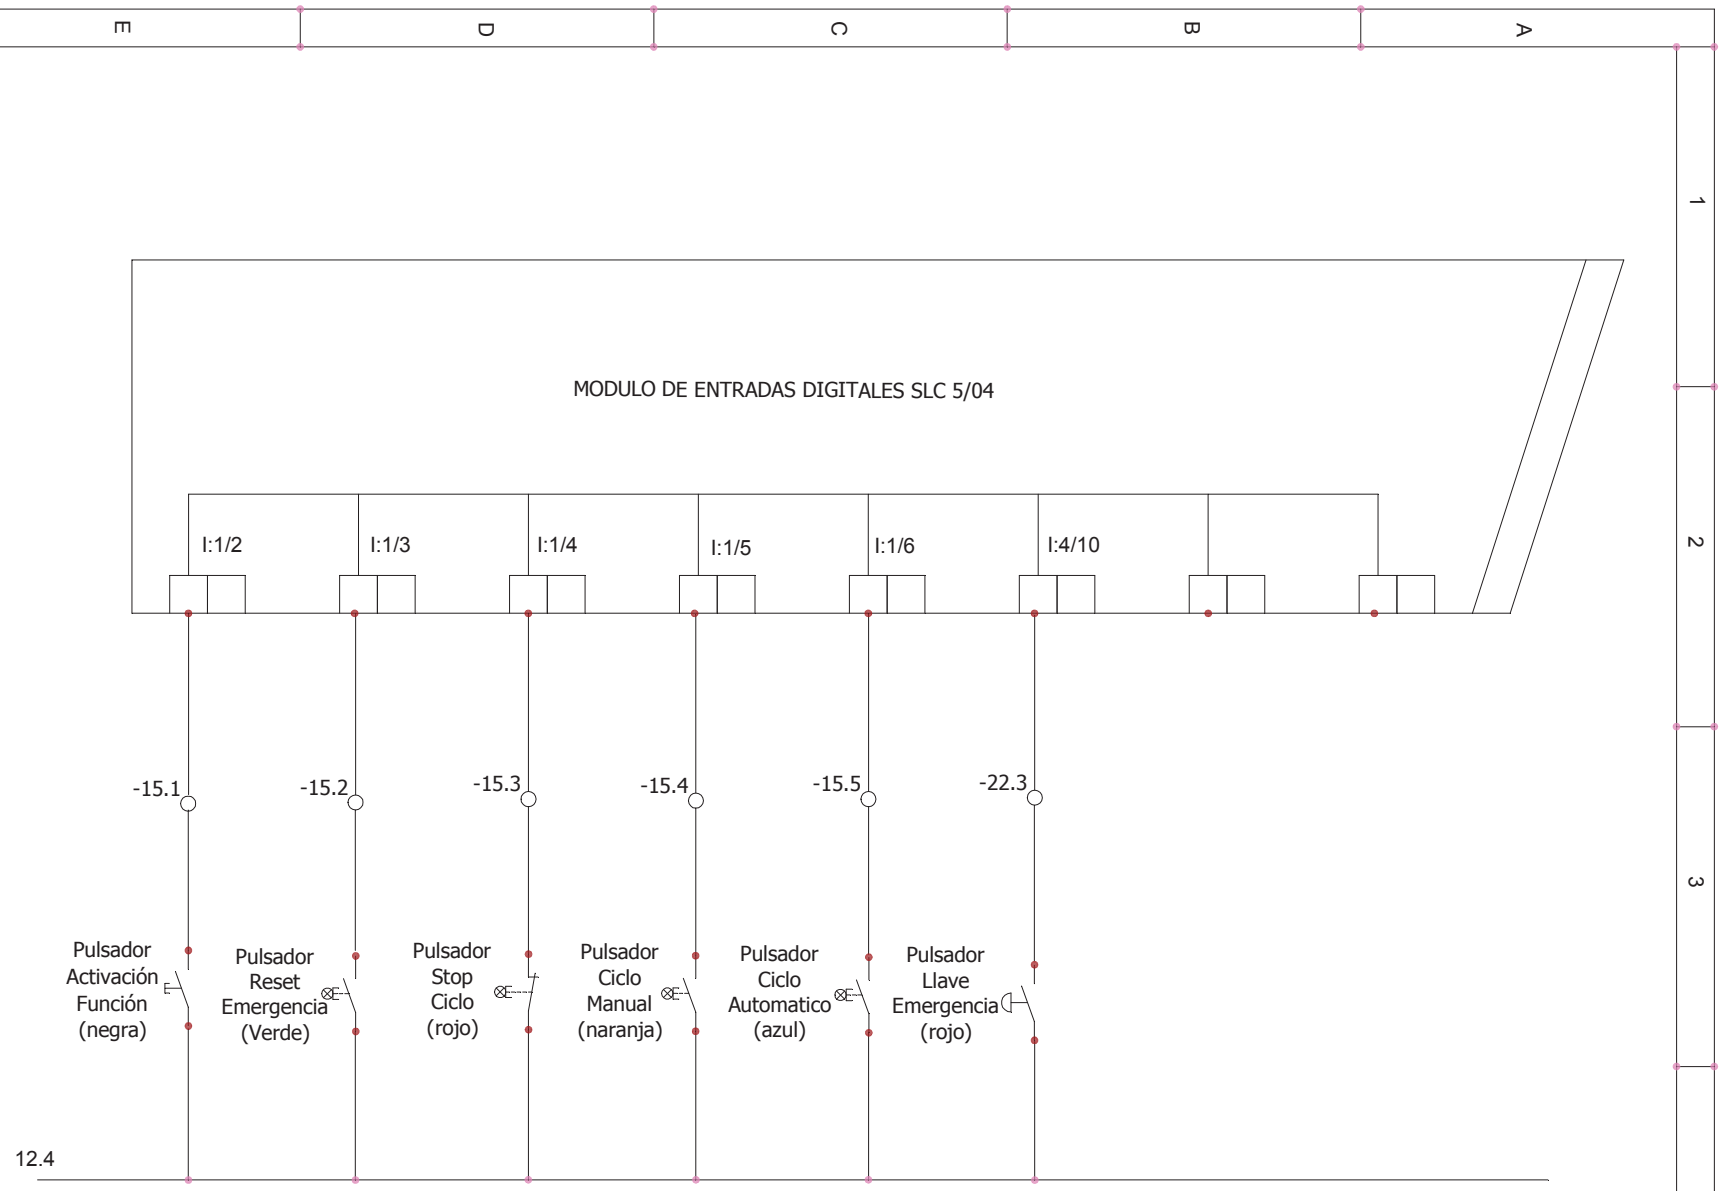 E D C B A
1
MODULO DE ENTRADAS DIGITALES SLC 5/04
I:1/2 I:1/3 I:1/4 I:1/5 I:1/6 I:4/10
2
-15.1 -15.2 -15.3 -15.4 -15.5 -22.3
3
Pulsador
Activación
Función
(negra)
Pulsador
Reset
Emergencia
(Verde)
Pulsador
Stop
Ciclo
(rojo)
Pulsador
Ciclo
Manual
(naranja)
Pulsador
Ciclo
Automatico
(azul)
Pulsador
Llave
Emergencia
(rojo)
12.4